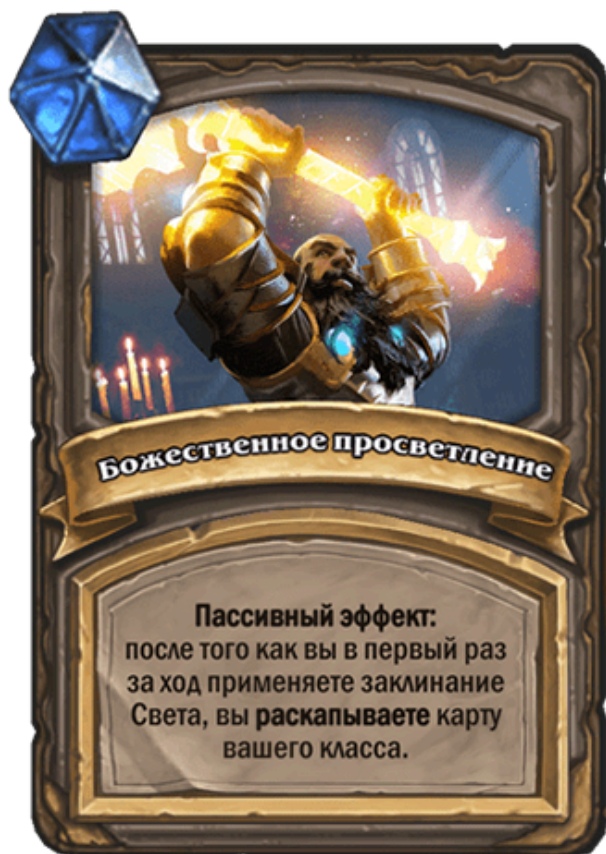 Божественное просветление
Пассивный эффект:
после того как вы в первый раз
за ход применяете заклинание
Света, вы раскапываете карту
вашего класса.